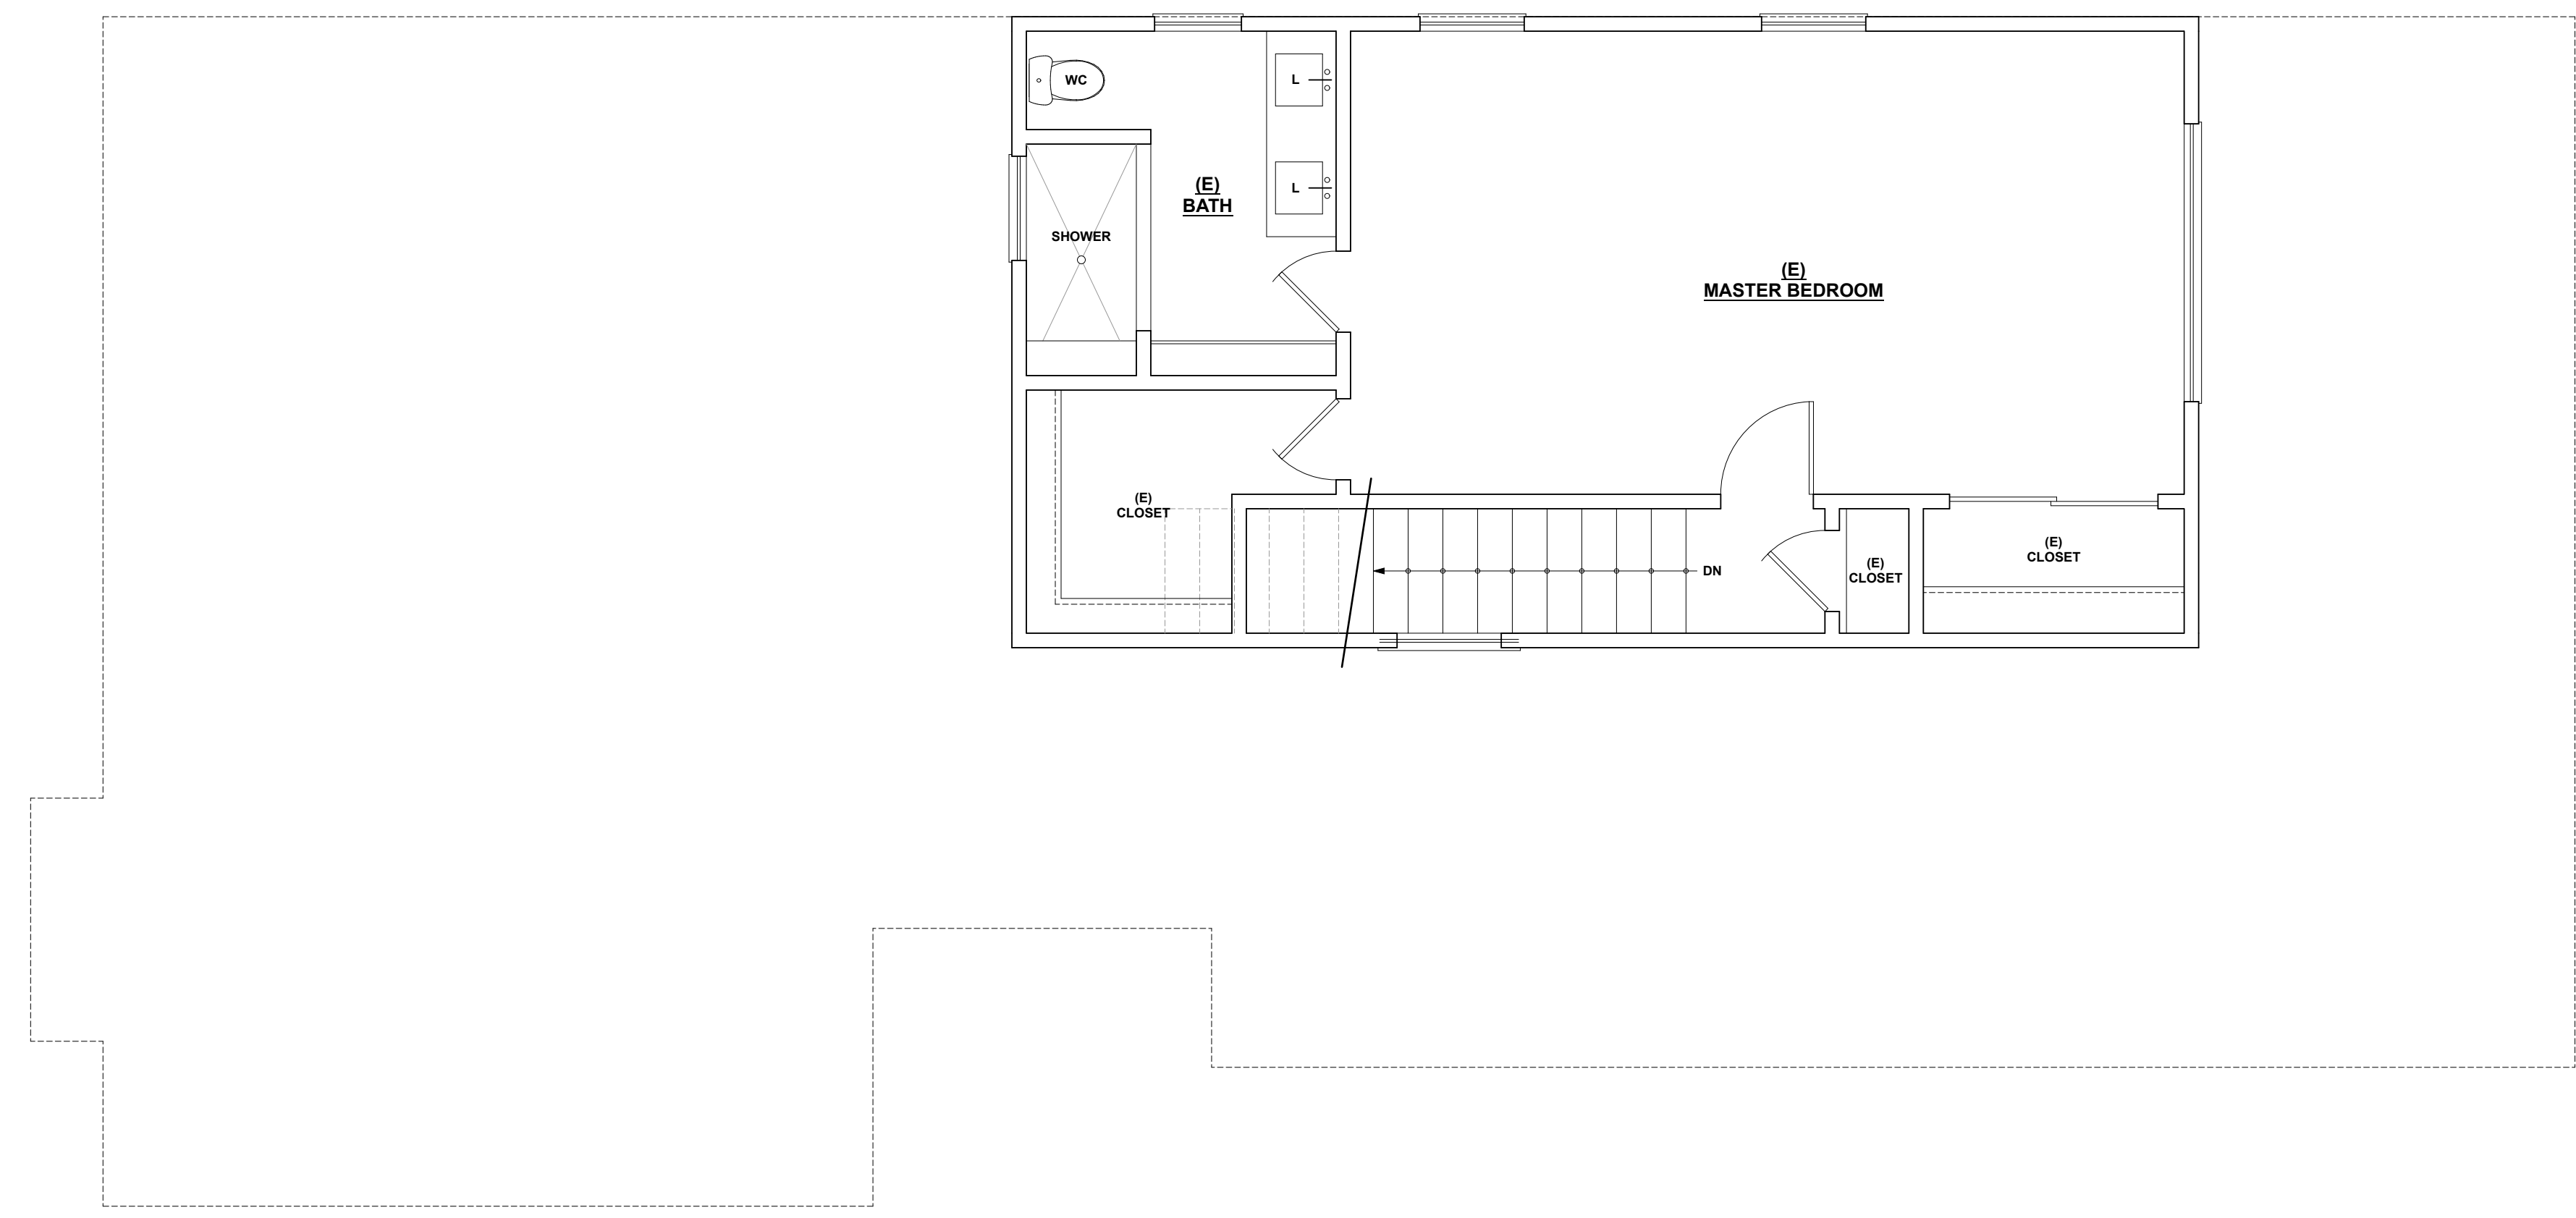 WC
L
(E)
BATH
L
SHOWER
(E)
MASTER BEDROOM
(E)
CLOSET
DN
(E)
CLOSET
(E)
CLOSET